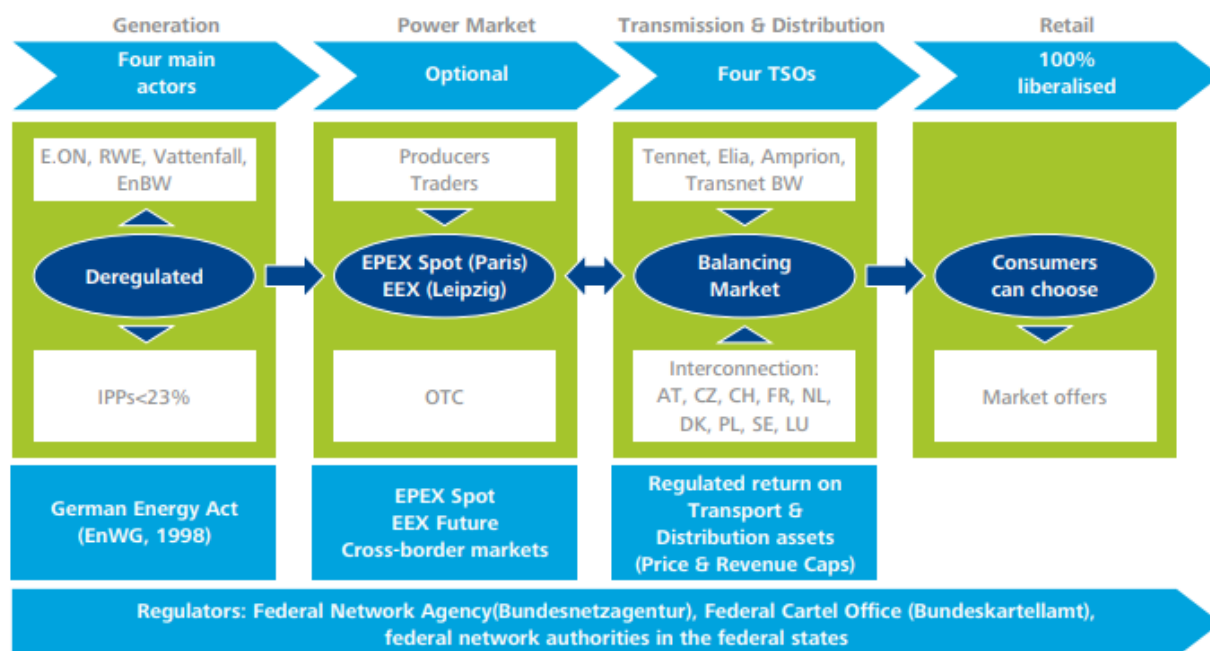 Generation
Four main
actors
E.ON, RWE, Vattenfall,
EnBW
Deregulated
IPPs<23%
German Energy Act
(EnWG, 1998)
Power Market
Optional
Producers
Traders
EPEX Spot (Paris)
EEX (Leipzig)
OTC
EPEX Spot
EEX Future
Cross-border markets
Transmission & Distribution
Four TSOs
Tennet, Elia, Amprion,
Transnet BW
Balancing
Market
Interconnection:
AT, CZ, CH, FR, NL,
DK, PL, SE, LU
Regulated return on
Transport &
Distribution assets
(Price & Revenue Caps)
Retail
100%
liberalised
Consumers
can choose
Market offers
Regulators: Federal Network Agency(Bundesnetzagentur), Federal Cartel Office (Bundeskartellamt),
federal network authorities in the federal states